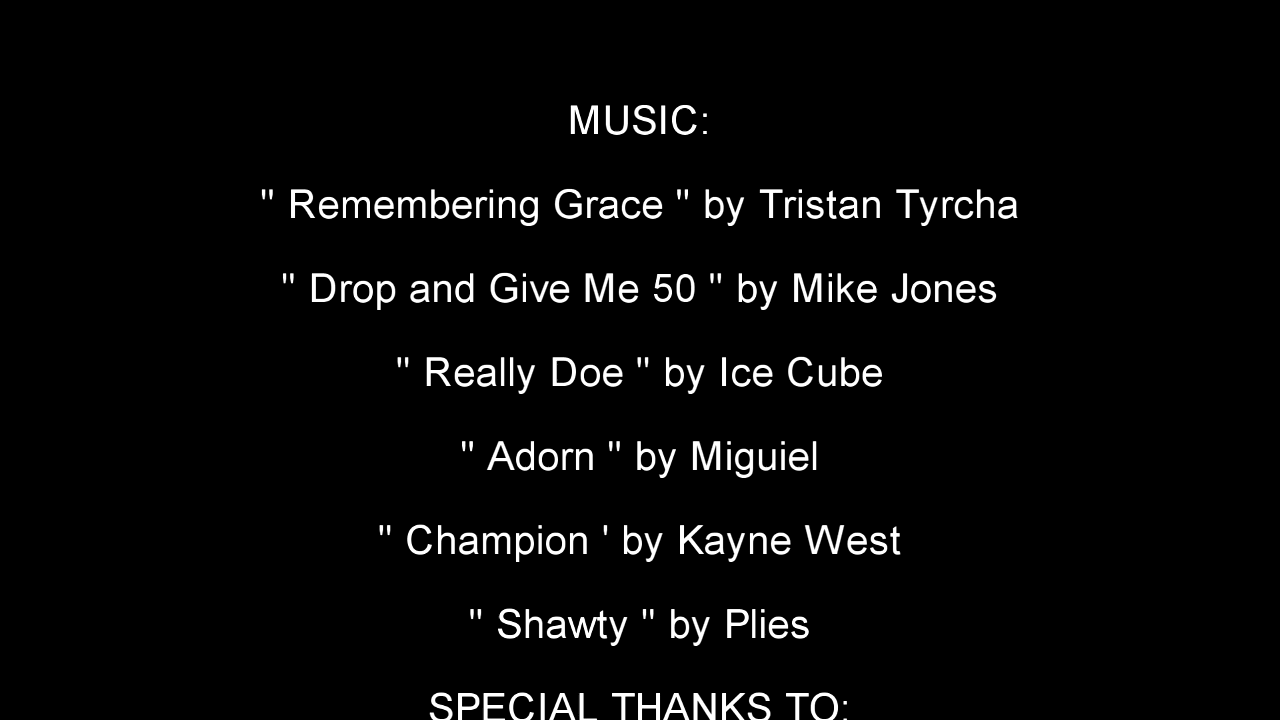 MUSIC:
" Remembering Grace " by Tristan Tyrcha
" Drop and Give Me 50 " by Mike Jones
" Really Doe " by Ice Cube
" Adorn " by Miguiel
" Champion ' by Kayne West
" Shawty " by Plies
SPECIAL THANKS TO: